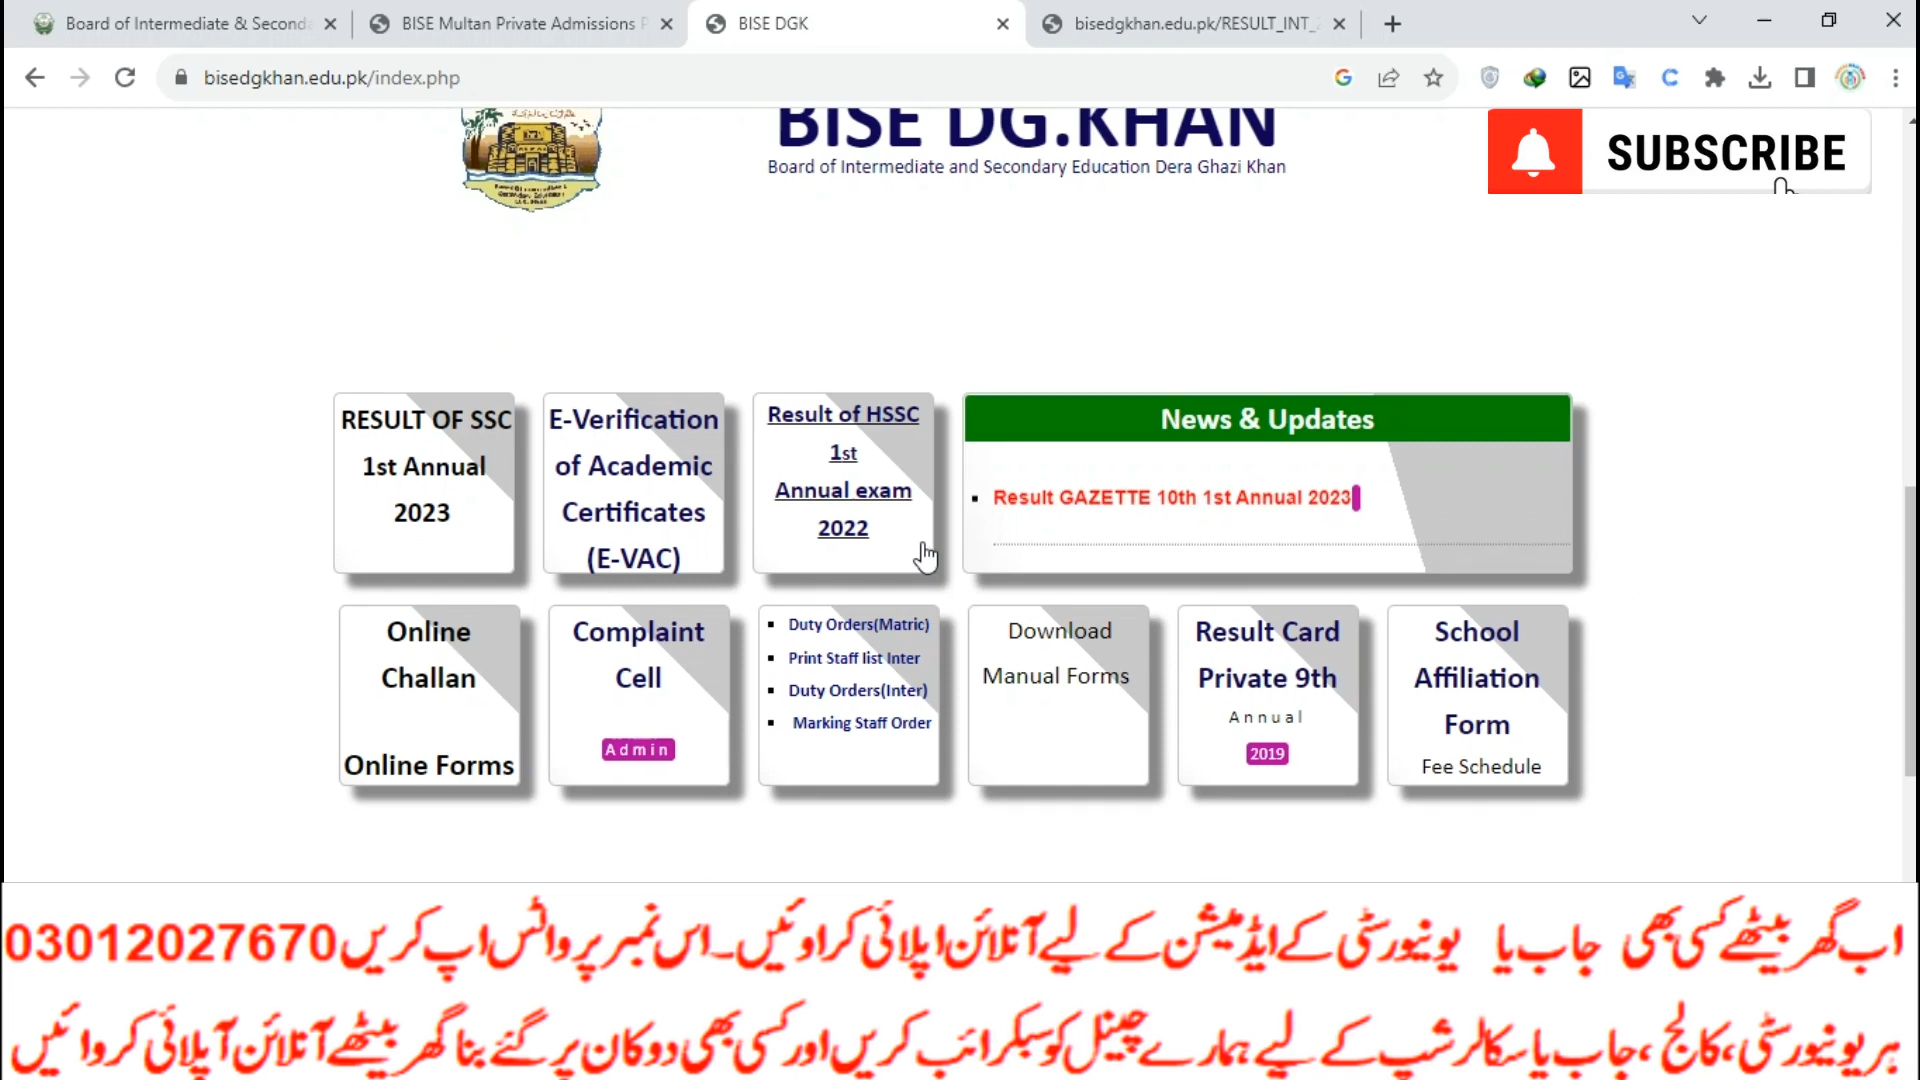 Board of Intermediate & Seconda
BISE Multan Private Admissions P
BISE DGK
bisedgkhan.edu.pk/RESULT_INT_2
bisedgkhan.edu.pk/index.php
BISE DG.KHAN
Board of Intermediate and Secondary Education Dera Ghazi Khan
SUBSCRIBE
RESULT OF SSC
1st Annual
2023
E-Verification
of Academic
Certificates
(E-VAC)
Result of HSSC
1st
Annual exam
2022
News & Updates
Result GAZETTE 10th 1st Annual 2023
Online
Challan
Online Forms
Complaint
Cell
Admin
Duty Orders(Matric)
Print Staff list Inter
Duty Orders(Inter)
Marking Staff Order
Download
Manual Forms
Result Card
Private 9th
Annual
2019
School
Affiliation
Form
Fee Schedule
اب گھر بیٹھے کسی بھی جاب یا یونیورسٹی کے ایڈمیشن کے لیے آنلائن اپلائی کراوئیں۔اس نمبر پر واٹس اپ کریں 03012027670
ہر یونیورسٹی، کالج ،جاب یا سکالرشپ کے لیے ہمارے چینل کو سبکرائب کریں اور کسی بھی دوکان پر گئے بنا گھر بیٹھے آنلائن آپلائی کروائیں